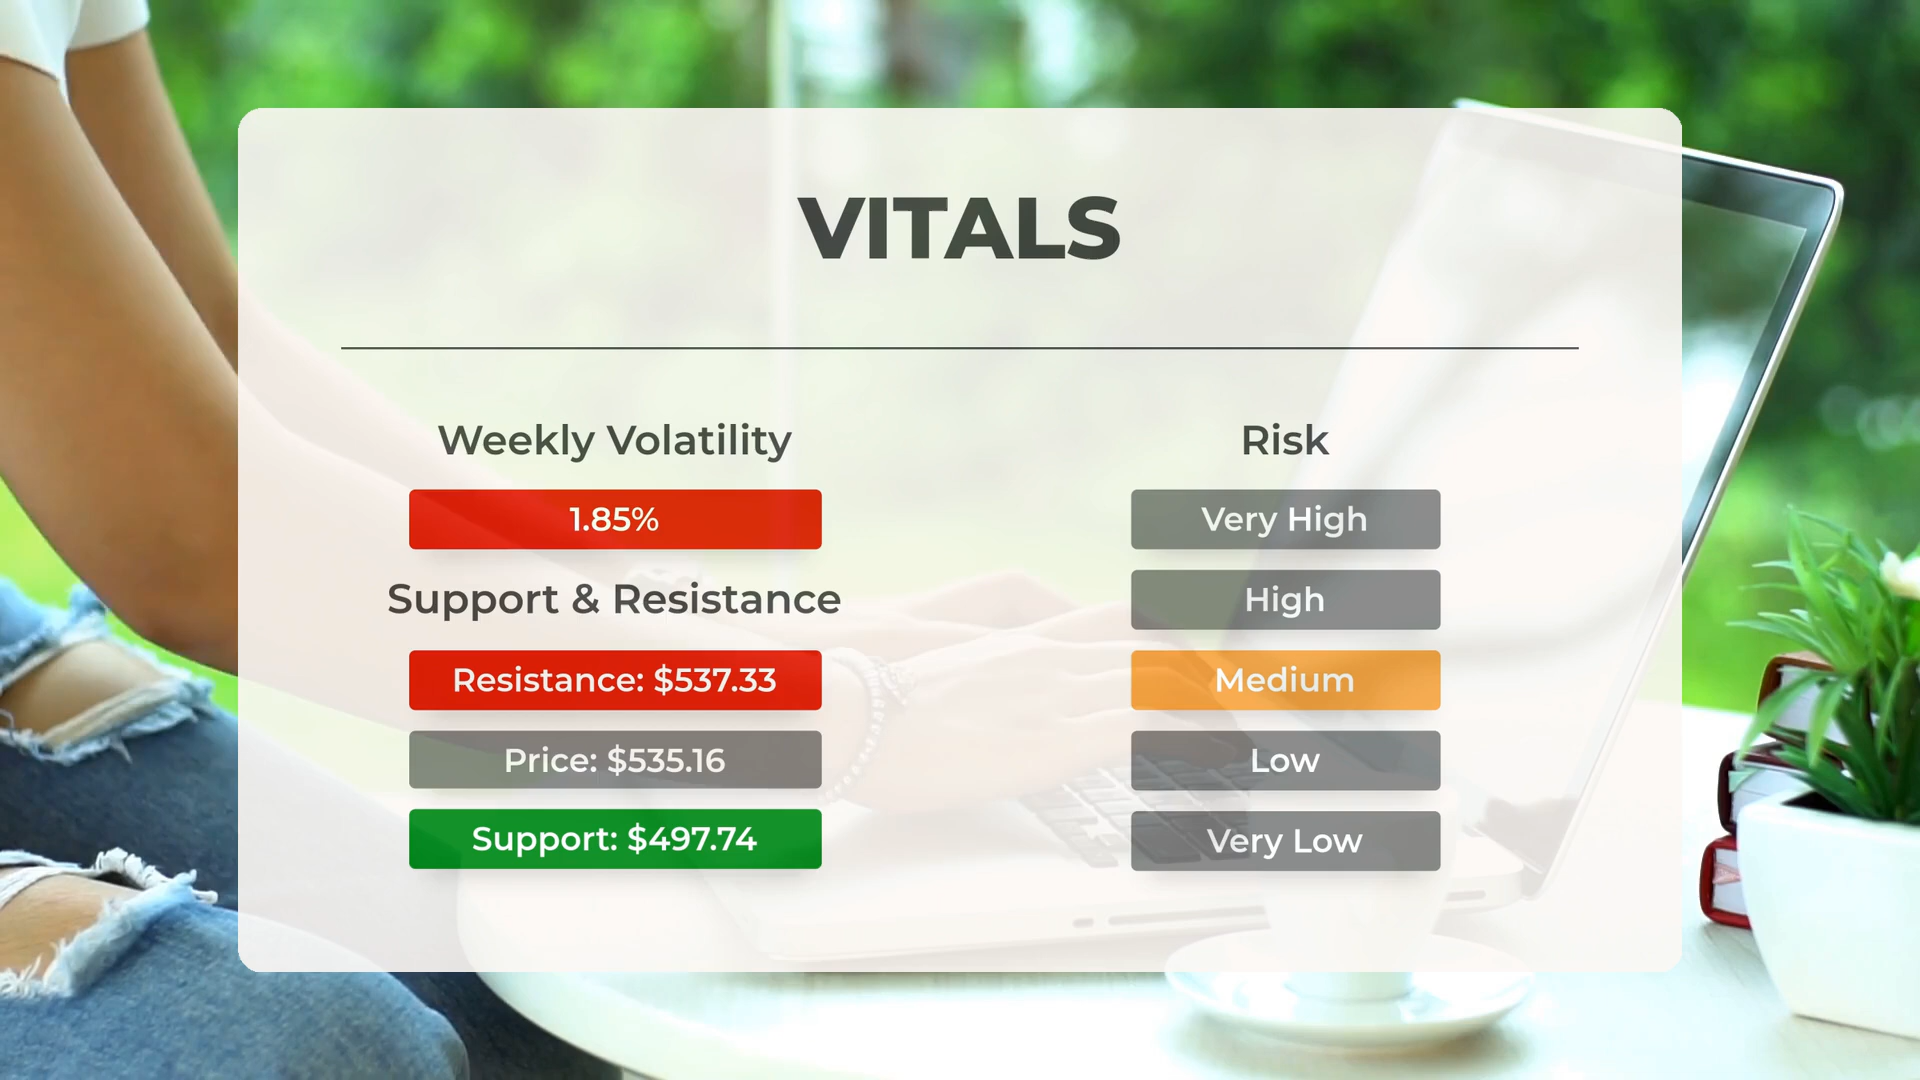 VITALS
Weekly Volatility
1.85%
Support & Resistance
Resistance: $537.33
Price: $535.16
Support: $497.74
Risk
Very High
High
Medium
Low
Very Low